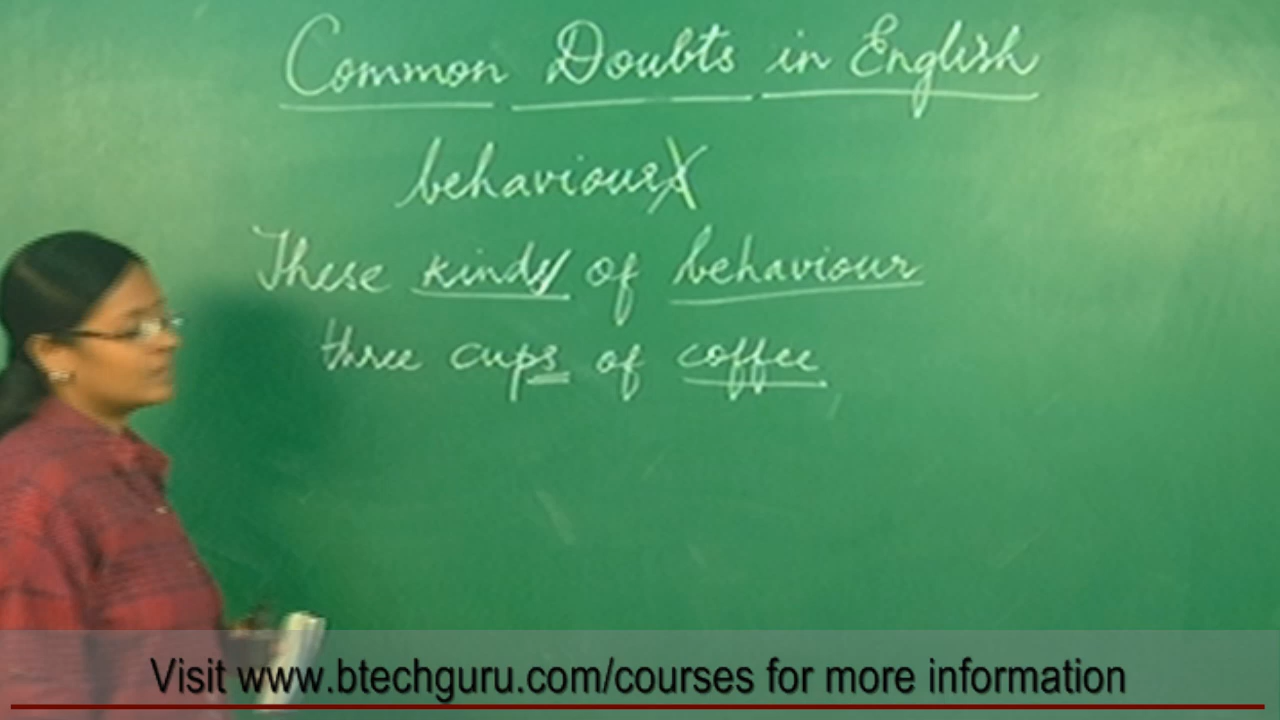 Common Doubts in English
behaviours
These kinds of behaviour
three cups of coffee
Visit www.btechguru.com/courses for more information